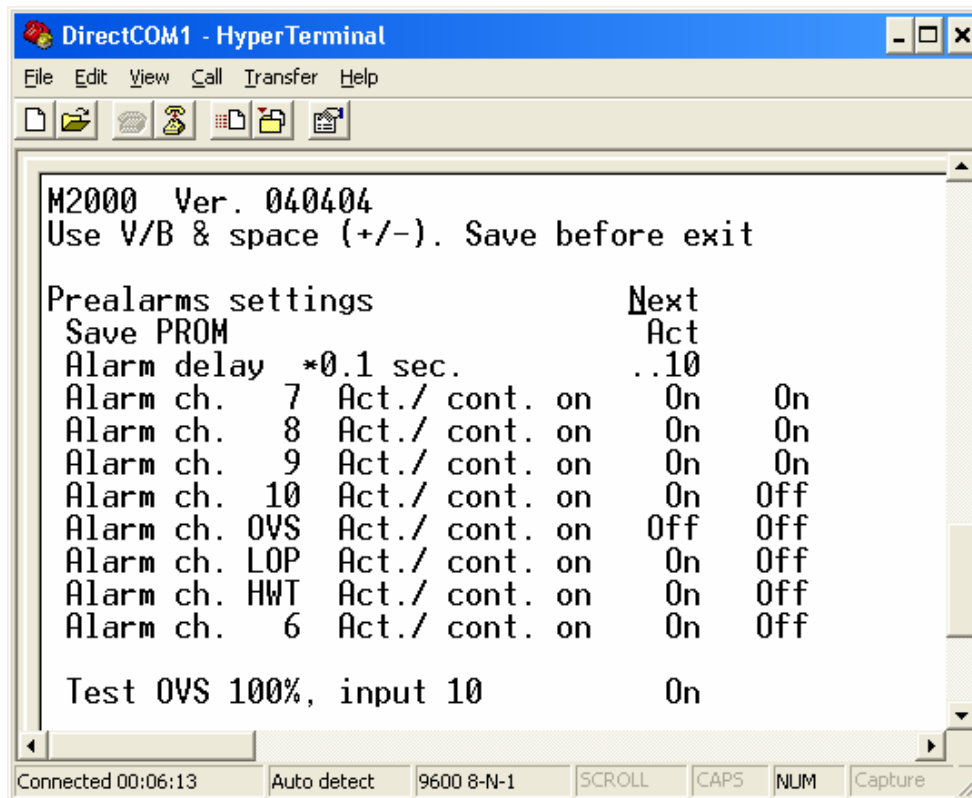 DirectCOM1 - HyperTerminal
File Edit View Call Transfer Help
M2000 Ver. 040404
Use V/B & space (+/-). Save before exit
Prealarms settings Next
Save PROM Act
Alarm delay *0.1 sec. ..10
Alarm ch. 7 Act./ cont. on On On
Alarm ch. 8 Act./ cont. on On On
Alarm ch. 9 Act./ cont. on On On
Alarm ch. 10 Act./ cont. on On Off
Alarm ch. OVS Act./ cont. on Off Off
Alarm ch. LOP Act./ cont. on On Off
Alarm ch. HWT Act./ cont. on On Off
Alarm ch. 6 Act./ cont. on On Off
Test OVS 100%, input 10 On
Connected 00:06:13 Auto detect 9600 8-N-1 SCROLL CAPS NUM Capture